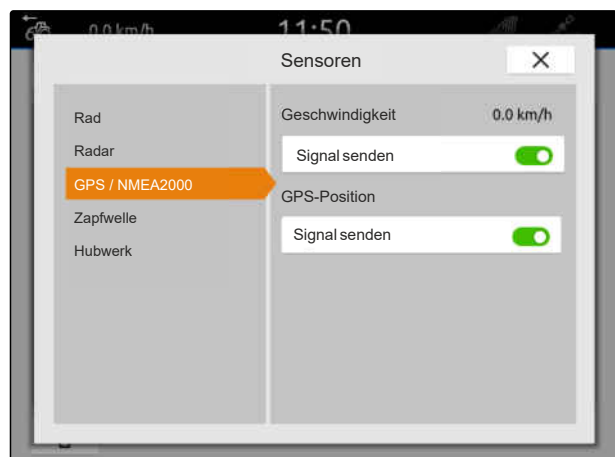 0.0 km/h 11:50
Sensoren
Rad
Radar
GPS / NMEA2000
Zapfwelle
Hubwerk
Geschwindigkeit 0.0 km/h
Signal senden
GPS-Position
Signal senden